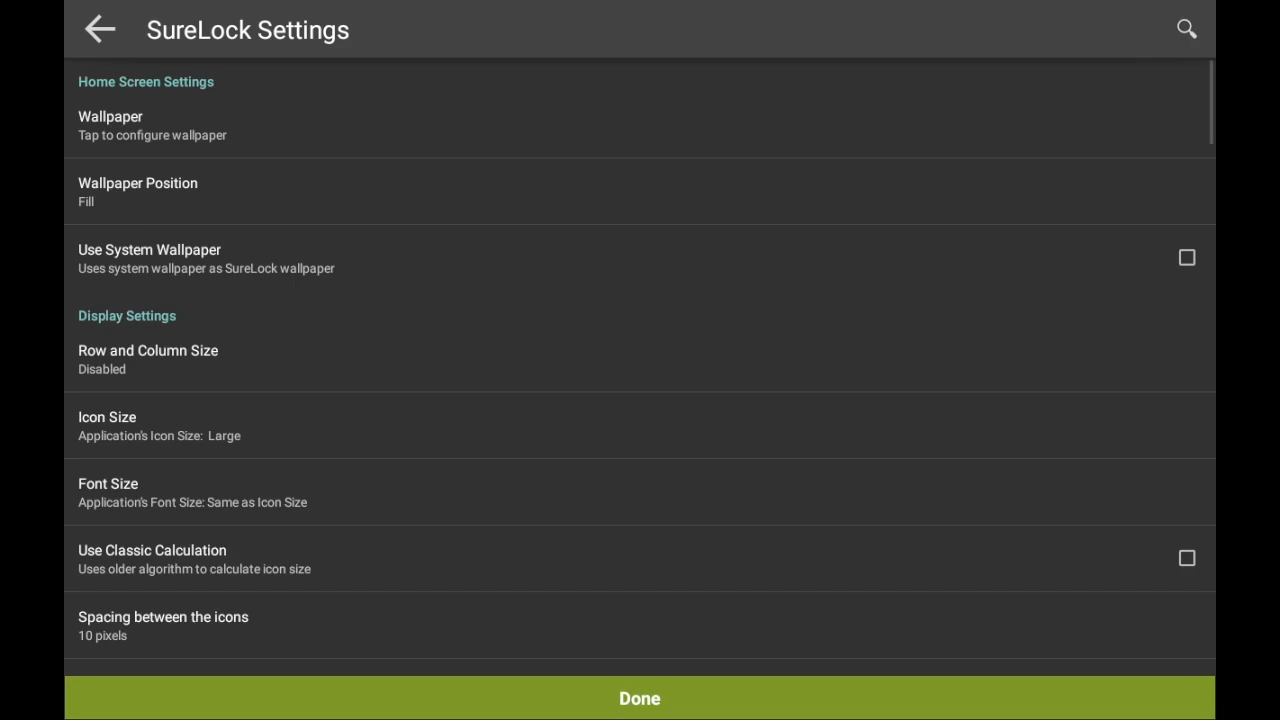 SureLock Settings
Home Screen Settings
Wallpaper
Tap to configure wallpaper
Wallpaper Position
Fill
Use System Wallpaper
Uses system wallpaper as SureLock wallpaper
Display Settings
Row and Column Size
Disabled
Icon Size
Application's Icon Size: Large
Font Size
Application's Font Size: Same as Icon Size
Use Classic Calculation
Uses older algorithm to calculate icon size
Spacing between the icons
10 pixels
Done